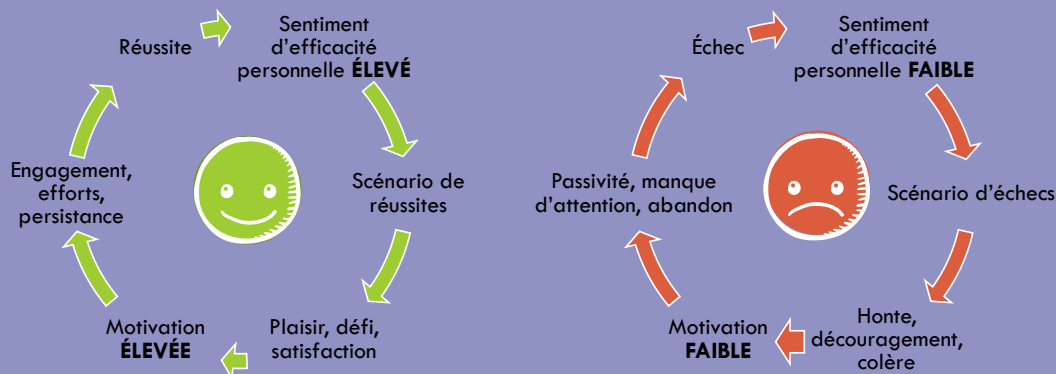 Réussite
Sentiment
d'efficacité
personnelle ÉLEVÉ
Scénario de
réussites
Plaisir, défi,
satisfaction
Motivation
ÉLEVÉE
Engagement,
efforts,
persistance
Échec
Sentiment
d'efficacité
personnelle FAIBLE
Scénario d'échecs
Honte,
découragement,
colère
Motivation
FAIBLE
Passivité, manque
d'attention, abandon